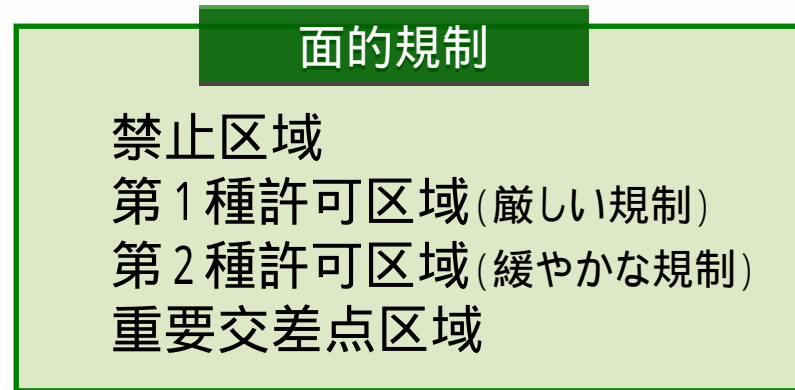 面的規制
禁止区域
第1種許可区域(厳しい規制)
第2種許可区域(緩やかな規制)
重要交差点区域